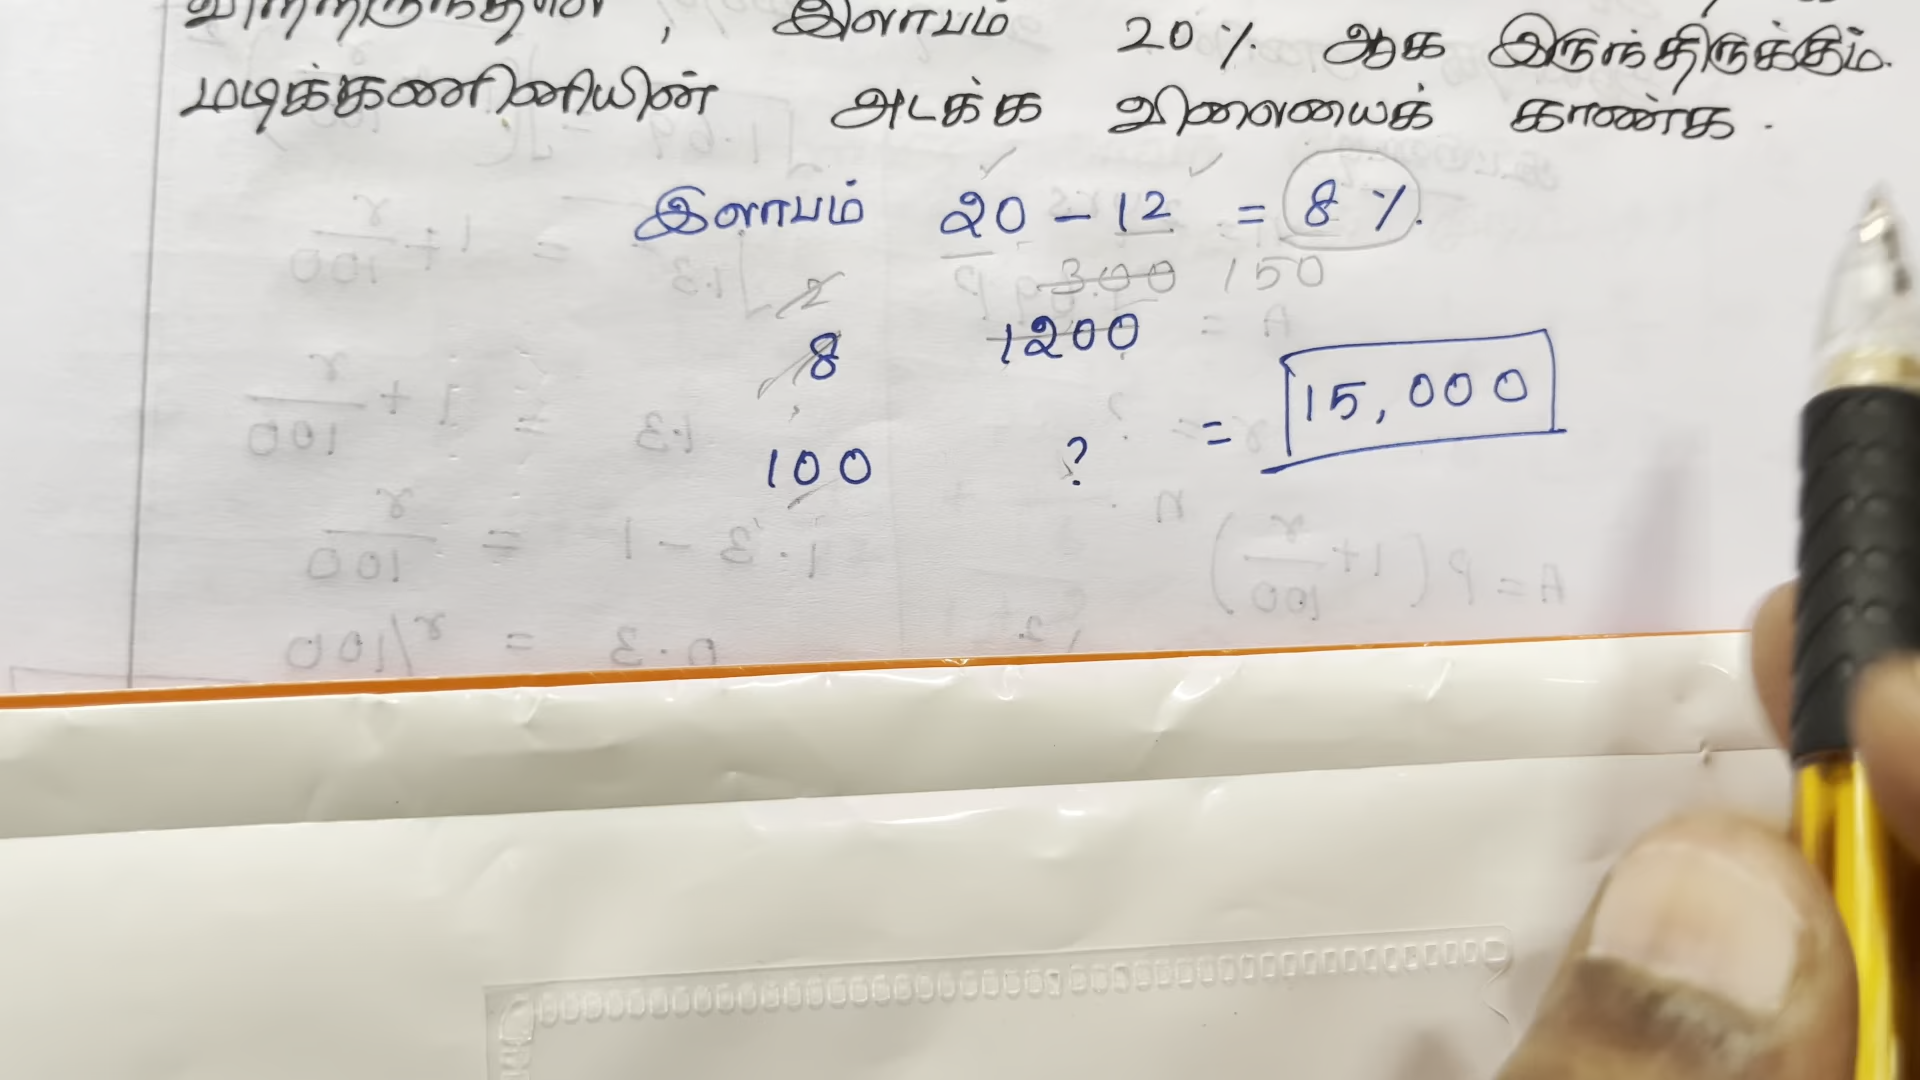 , இலாபம் 20 % ஆக இருந்திருக்கும்.
மடிக்கணினியின் அடக்க விலையைக் காண்க .
இலாபம் 20 - 12 = 8 %.
2 300 150
8 1200
= 15,000
100 ?